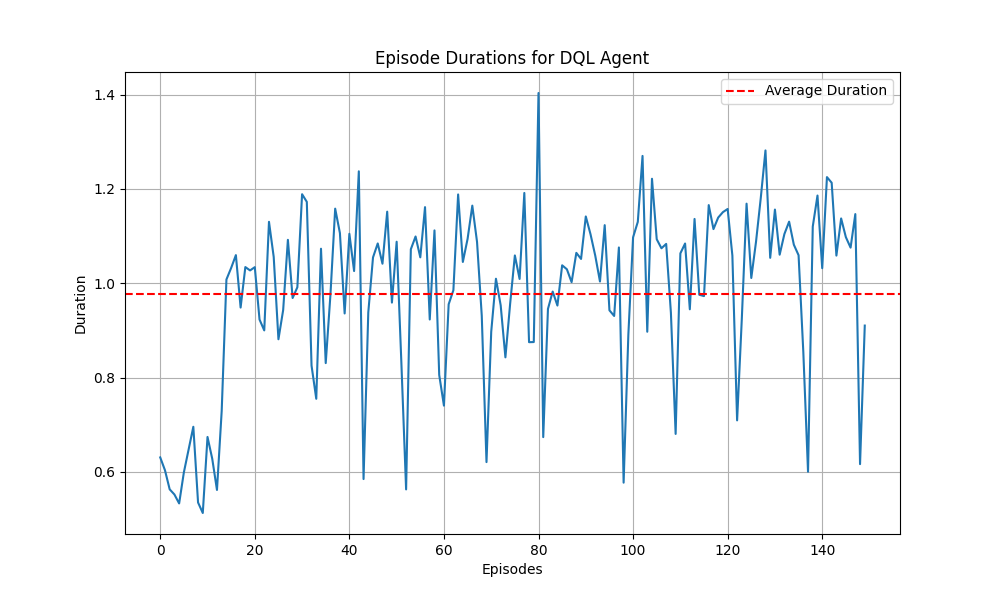 Episode Durations for DQL Agent
Average Duration
1.4
1.2
1.0
0.8
0.6
Duration
0 20 40 60 80 100 120 140
Episodes